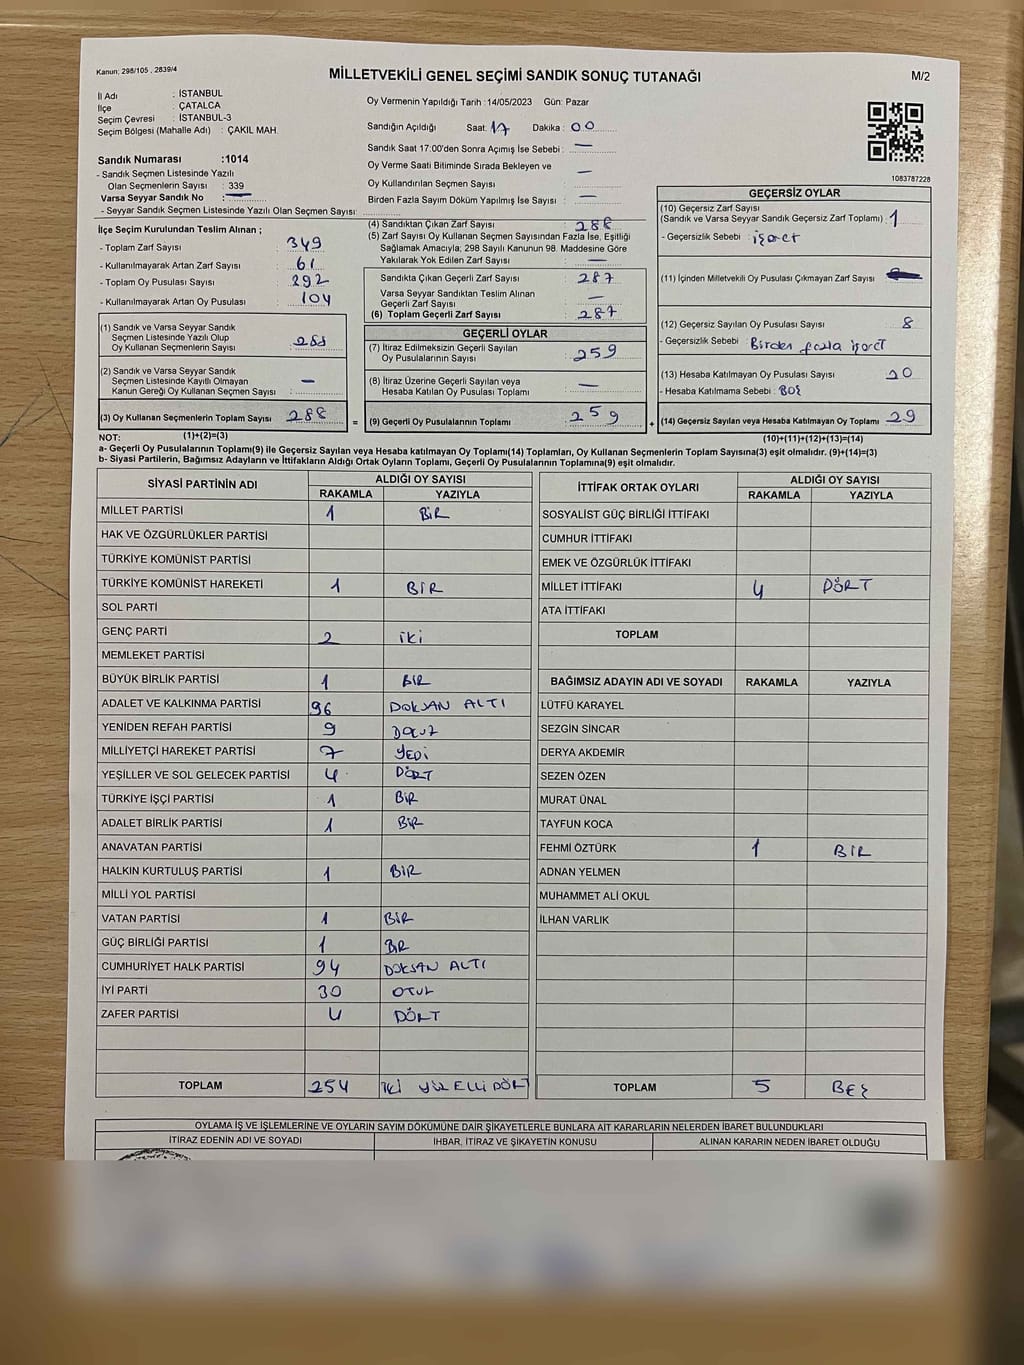 Kanun; 298/105 , 2839/4
MİLLETVEKİLİ GENEL SEÇİMİ SANDIK SONUÇ TUTANAĞI
M/2
İl Adı : İSTANBUL
İlçe : ÇATALCA
Seçim Çevresi : İSTANBUL-3
Seçim Bölgesi (Mahalle Adı) : ÇAKIL MAH.
Sandık Numarası :1014
- Sandık Seçmen Listesinde Yazılı
Olan Seçmenlerin Sayısı : 339
Varsa Seyyar Sandık No : —
- Seyyar Sandık Seçmen Listesinde Yazılı Olan Seçmen Sayısı:
Oy Vermenin Yapıldığı Tarih :14/05/2023 Gün: Pazar
Sandığın Açıldığı Saat: 17 Dakika : 00
Sandık Saat 17:00'den Sonra Açımış İse Sebebi : —
Oy Verme Saati Bitiminde Sırada Bekleyen ve —
Oy Kullandırılan Seçmen Sayısı
Birden Fazla Sayım Döküm Yapılmış İse Sayısı : —
1083787228
İlçe Seçim Kurulundan Teslim Alınan ;
- Toplam Zarf Sayısı : 349
- Kullanılmayarak Artan Zarf Sayısı : 61
- Toplam Oy Pusulası Sayısı : 292
- Kullanılmayarak Artan Oy Pusulası : 104
(1) Sandık ve Varsa Seyyar Sandık
Seçmen Listesinde Yazılı Olup
Oy Kullanan Seçmenlerin Sayısı : 288
(2) Sandık ve Varsa Seyyar Sandık
Seçmen Listesinde Kayıllı Olmayan
Kanun Gereği Oy Kullanan Seçmen Sayısı : —
(3) Oy Kullanan Seçmenlerin Toplam Sayısı : 288
(4) Sandıktan Çıkan Zarf Sayısı : 288
(5) Zarf Sayısı Oy Kullanan Seçmen Sayısından Fazla İse, Eşitliği
Sağlamak Amacıyla; 298 Sayılı Kanunun 98. Maddesine Göre
Yakılarak Yok Edilen Zarf Sayısı : —
Sandıkta Çıkan Geçerli Zarf Sayısı : 287
Varsa Seyyar Sandıktan Teslim Alınan
Geçerli Zarf Sayısı : —
(6) Toplam Geçerli Zarf Sayısı : 287
GEÇERLİ OYLAR
(7) İtiraz Edilmeksizin Geçerli Sayılan
Oy Pusulalarının Sayısı : 259
(8) İtiraz Üzerine Geçerli Sayılan veya
Hesaba Katılan Oy Pusulası Toplamı : —
= (9) Geçerli Oy Pusulalarının Toplamı : 259
GEÇERSİZ OYLAR
(10) Geçersiz Zarf Sayısı
(Sandık ve Varsa Seyyar Sandık Geçersiz Zarf Toplamı) : 1
- Geçersizlik Sebebi : işaret
(11) İçinden Milletvekili Oy Pusulası Çıkmayan Zarf Sayısı
(12) Geçersiz Sayılan Oy Pusulası Sayısı : 8
- Geçersizlik Sebebi : Birden fazla işaret
(13) Hesaba Katılmayan Oy Pusulası Sayısı : 20
- Hesaba Katılmama Sebebi : BOŞ
+ (14) Geçersiz Sayılan veya Hesaba Katılmayan Oy Toplamı : 29
NOT: (1)+(2)=(3)
(10)+(11)+(12)+(13)=(14)
a- Geçerli Oy Pusulalarının Toplamı(9) ile Geçersiz Sayılan veya Hesaba katılmayan Oy Toplamı(14) Toplamları, Oy Kullanan Seçmenlerin Toplam Sayısına(3) eşit olmalıdır. (9)+(14)=(3)
b- Siyasi Partilerin, Bağımsız Adayların ve İttifakların Aldığı Ortak Oyların Toplamı, Geçerli Oy Pusulalarının Toplamına(9) eşit olmalıdır.
SİYASİ PARTİNİN ADI ALDIĞI OY SAYISI
RAKAMLA YAZIYLA
MİLLET PARTİSİ 1 BİR
HAK VE ÖZGÜRLÜKLER PARTİSİ
TÜRKİYE KOMÜNİST PARTİSİ
TÜRKİYE KOMÜNİST HAREKETİ 1 BİR
SOL PARTİ
GENÇ PARTİ 2 iKi
MEMLEKET PARTİSİ
BÜYÜK BİRLİK PARTİSİ 1 BİR
ADALET VE KALKINMA PARTİSİ 96 DOKSAN ALTI
YENİDEN REFAH PARTİSİ 9 DOKUZ
MİLLİYETÇİ HAREKET PARTİSİ 7 YEDİ
YEŞİLLER VE SOL GELECEK PARTİSİ 4 DÖRT
TÜRKİYE İŞÇİ PARTİSİ 1 BİR
ADALET BİRLİK PARTİSİ 1 BİR
ANAVATAN PARTİSİ
HALKIN KURTULUŞ PARTİSİ 1 BİR
MİLLİ YOL PARTİSİ
VATAN PARTİSİ 1 BİR
GÜÇ BİRLİĞİ PARTİSİ 1 BİR
CUMHURİYET HALK PARTİSİ 94 DOKSAN ALTI
İYİ PARTİ 30 OTUZ
ZAFER PARTİSİ 4 DÖRT
TOPLAM 254 İKİ YÜZ ELLİ DÖRT
İTTİFAK ORTAK OYLARI ALDIĞI OY SAYISI
RAKAMLA YAZIYLA
SOSYALİST GÜÇ BİRLİĞİ İTTİFAKI
CUMHUR İTTİFAKI
EMEK VE ÖZGÜRLÜK İTTİFAKI
MİLLET İTTİFAKI 4 DÖRT
ATA İTTİFAKI
TOPLAM
BAĞIMSIZ ADAYIN ADI VE SOYADI RAKAMLA YAZIYLA
LÜTFÜ KARAYEL
SEZGİN SİNCAR
DERYA AKDEMİR
SEZEN ÖZEN
MURAT ÜNAL
TAYFUN KOCA
FEHMİ ÖZTÜRK 1 BİR
ADNAN YELMEN
MUHAMMET ALİ OKUL
İLHAN VARLIK
TOPLAM 5 BEŞ
OYLAMA İŞ VE İŞLEMLERİNE VE OYLARIN SAYIM DÖKÜMÜNE DAİR ŞİKAYETLERLE BUNLARA AİT KARARLARIN NELERDEN İBARET BULUNDUKLARI
İTİRAZ EDENİN ADI VE SOYADI İHBAR, İTİRAZ VE ŞİKAYETİN KONUSU ALINAN KARARIN NEDEN İBARET OLDUĞU